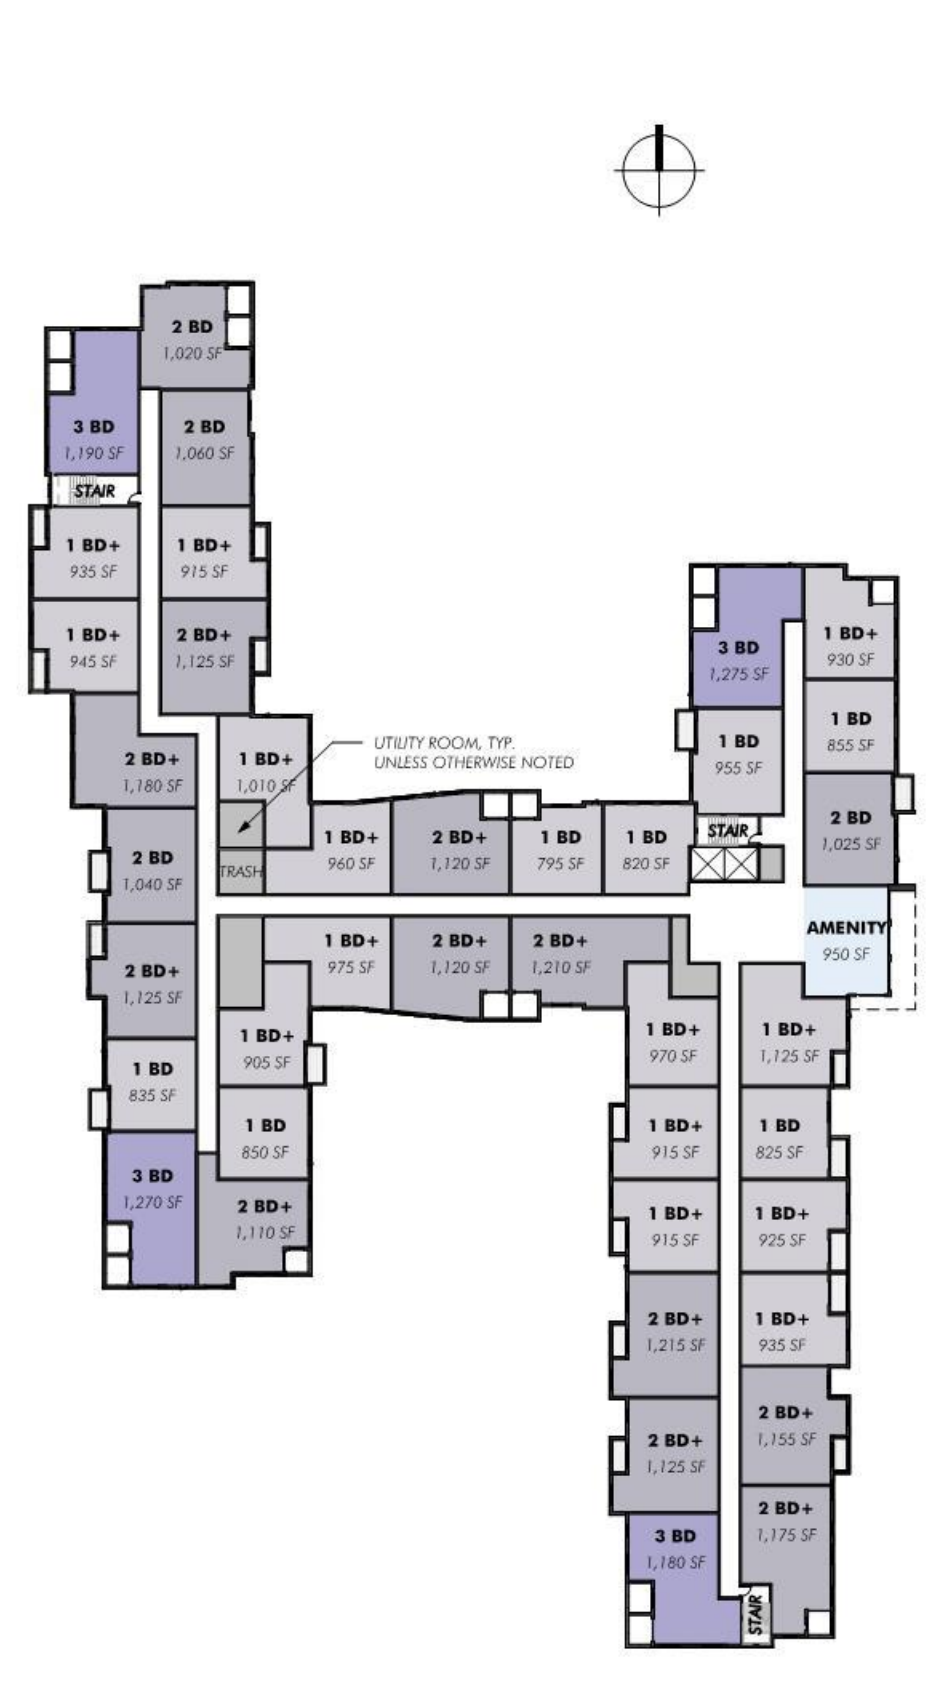 2 BD
1,020 SF
3 BD
1,190 SF
2 BD
1,060 SF
STAIR
1 BD+
935 SF
1 BD+
915 SF
1 BD+
945 SF
2 BD+
1,125 SF
2 BD+
1,180 SF
1 BD+
1,010 SF
UTILITY ROOM, TYP.
UNLESS OTHERWISE NOTED
3 BD
1,275 SF
1 BD+
930 SF
1 BD
955 SF
1 BD
855 SF
2 BD
1,025 SF
STAIR
2 BD
1,040 SF
TRASH
1 BD+
960 SF
2 BD+
1,120 SF
1 BD
795 SF
1 BD
820 SF
AMENITY
950 SF
2 BD+
1,125 SF
1 BD+
975 SF
2 BD+
1,120 SF
2 BD+
1,210 SF
1 BD+
905 SF
1 BD+
970 SF
1 BD+
1,125 SF
1 BD
835 SF
1 BD
850 SF
1 BD+
915 SF
1 BD
825 SF
3 BD
1,270 SF
2 BD+
1,110 SF
1 BD+
915 SF
1 BD+
925 SF
2 BD+
1,215 SF
1 BD+
935 SF
2 BD+
1,125 SF
2 BD+
1,155 SF
3 BD
1,180 SF
2 BD+
1,175 SF
STAIR